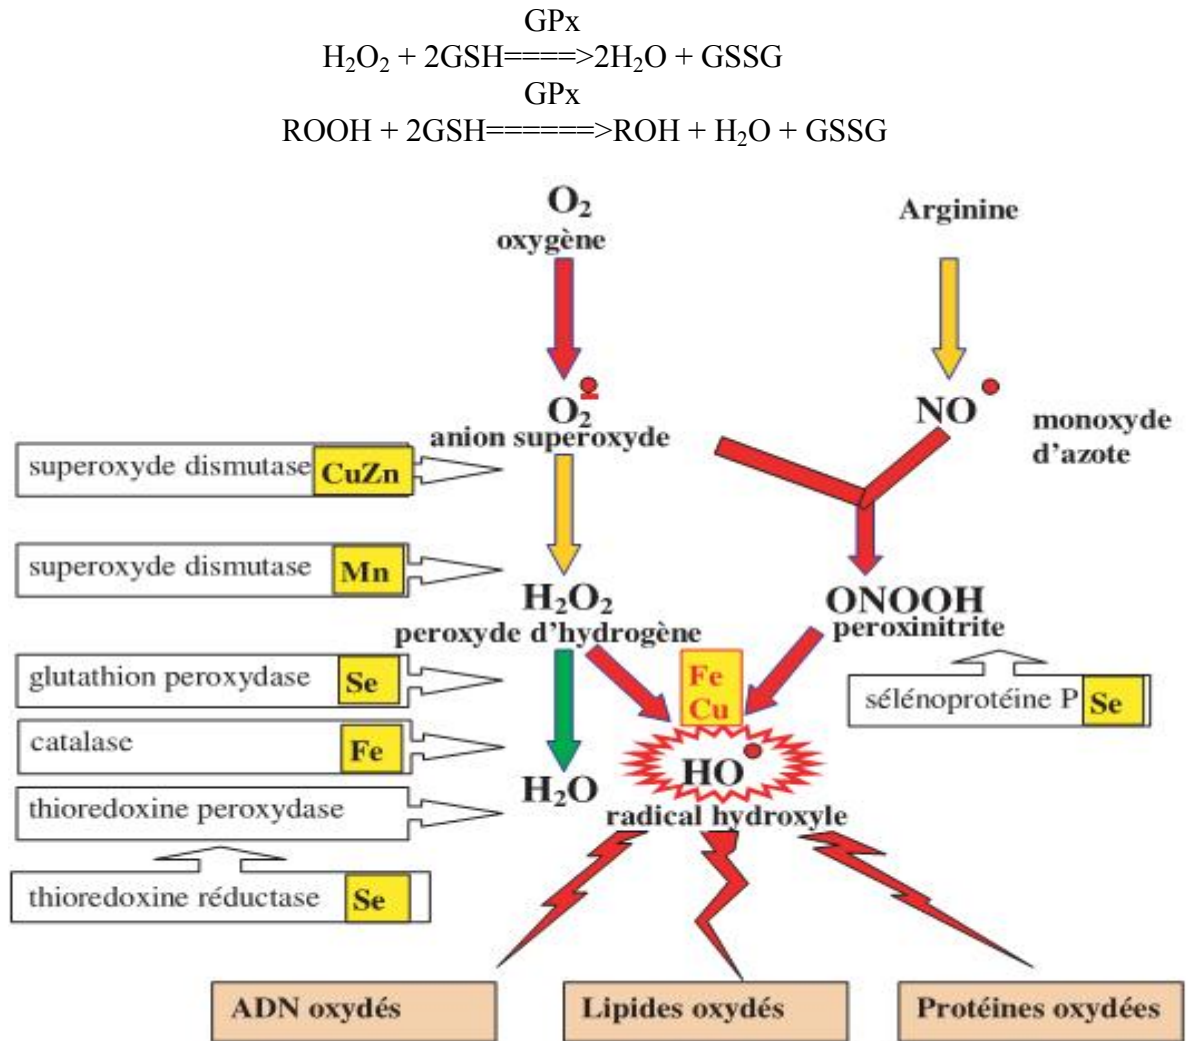 GPx
H₂O₂ + 2GSH====>2H₂O + GSSG
GPx
ROOH + 2GSH======>ROH + H₂O + GSSG
O₂
oxygène
Arginine
O₂
anion superoxyde
NO
monoxyde
d'azote
superoxyde dismutase CuZn
superoxyde dismutase Mn
H₂O₂
peroxyde d'hydrogène
ONOOH
peroxinitrite
glutathion peroxydase Se
Fe
Cu
sélénoprotéine P Se
catalase Fe
HO
H₂O
thioredoxine peroxydase
radical hydroxyle
thioredoxine réductase Se
ADN oxydés
Lipides oxydés
Protéines oxydées